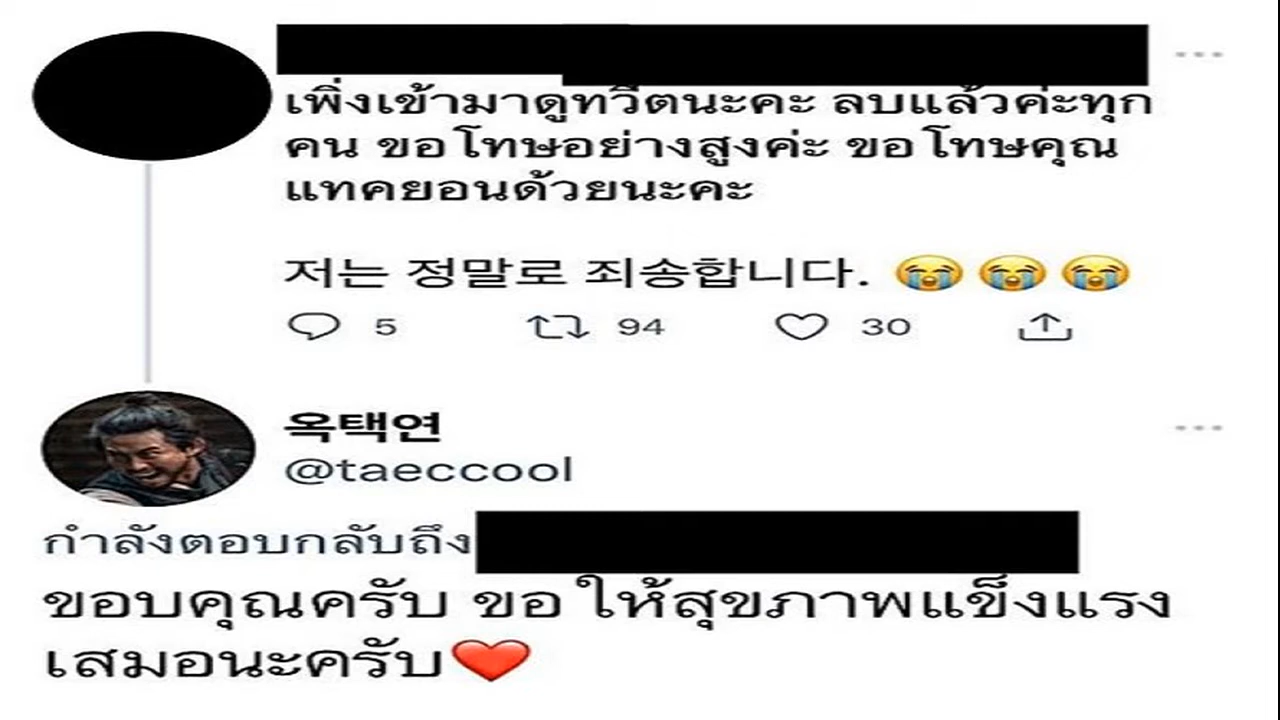 เพิ่งเข้ามาดูทวีตนะคะ ลบแล้วค่ะทุก
คน ขอโทษอย่างสูงค่ะ ขอโทษคุณ
แทคยอนด้วยนะคะ
저는 정말로 죄송합니다. 😭😭😭
5 94 30
옥택연
@taeccool
กำลังตอบกลับถึง
ขอบคุณครับ ขอให้สุขภาพแข็งแรง
เสมอนะครับ❤️